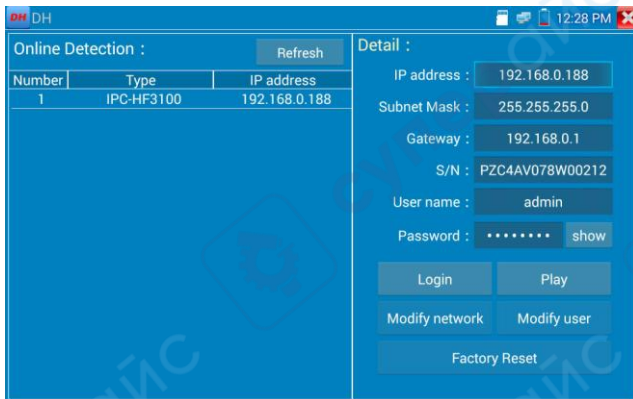 DH DH 12:28 PM
Online Detection :
Refresh
Number Type IP address
1 IPC-HF3100 192.168.0.188
Detail :
IP address : 192.168.0.188
Subnet Mask : 255.255.255.0
Gateway : 192.168.0.1
S/N : PZC4AV078W00212
User name : admin
Password : •••••••• show
Login Play
Modify network Modify user
Factory Reset